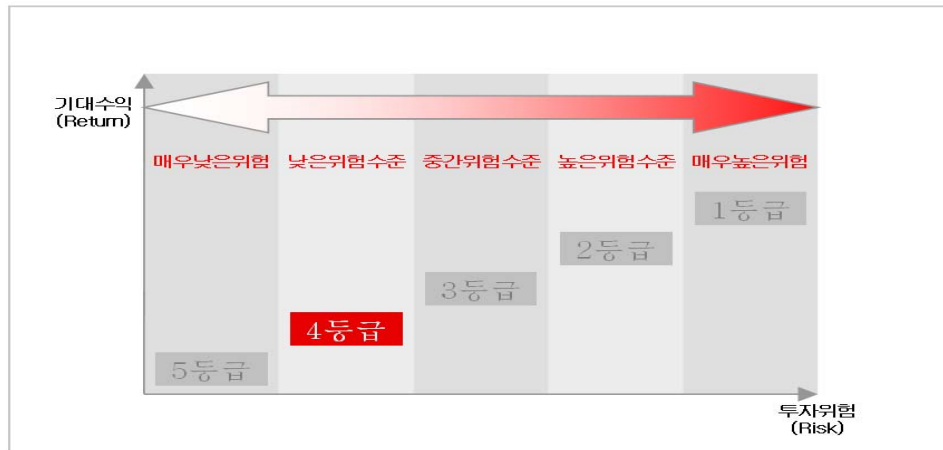 기대수익
(Return)
매우낮은위험 낮은위험수준 중간위험수준 높은위험수준 매우높은위험
1등급
2등급
3등급
4등급
5등급
투자위험
(Risk)